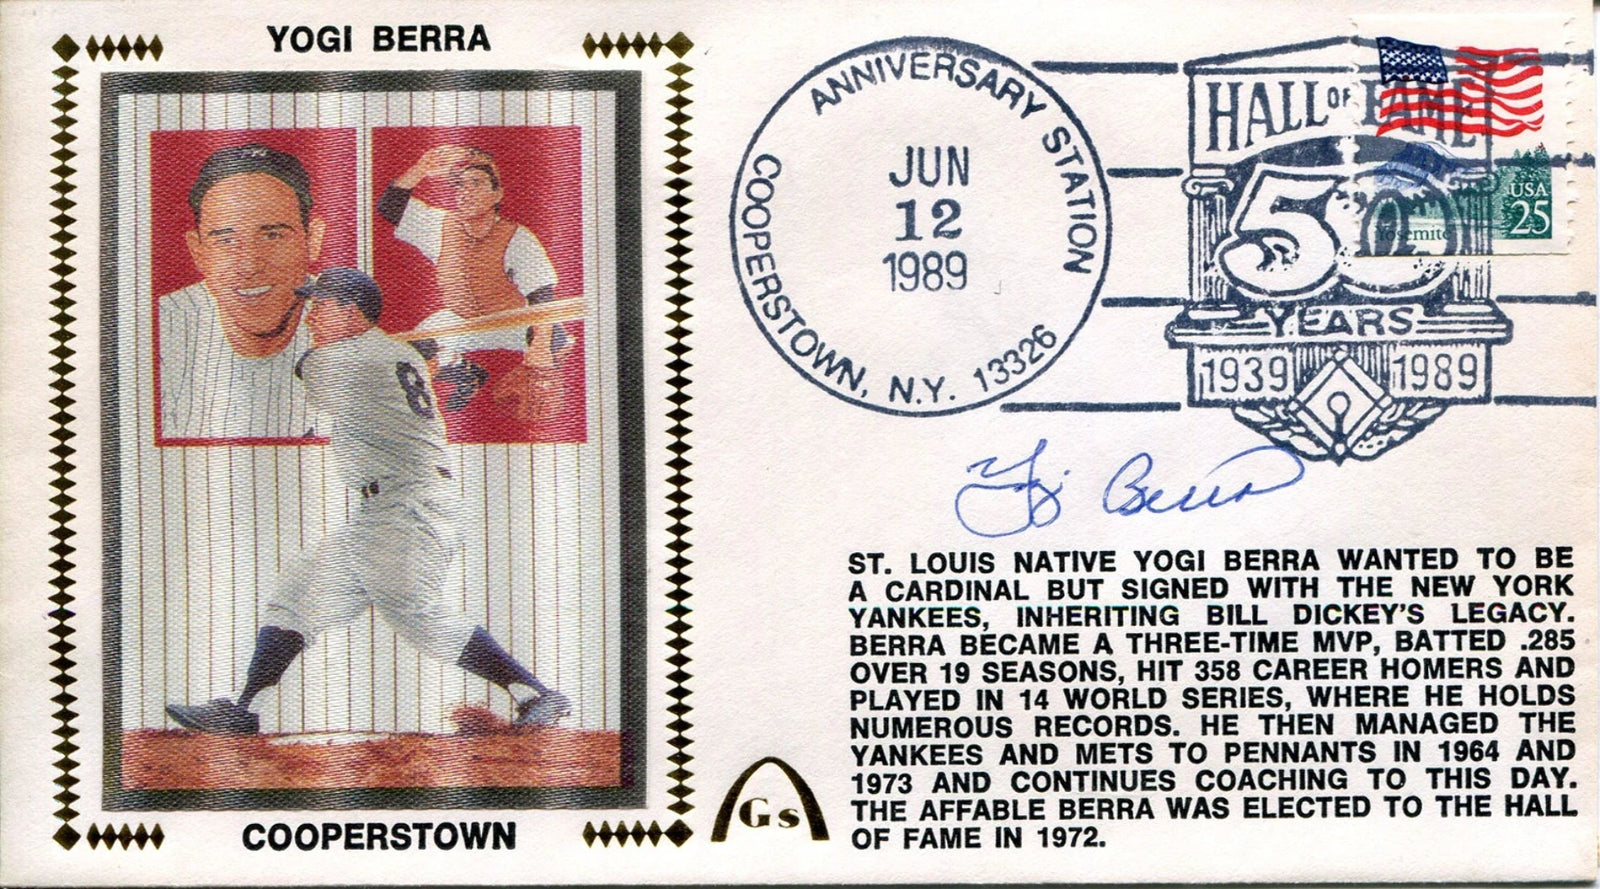 YOGI BERRA
8
COOPERSTOWN
ANNIVERSARY STATION
JUN
12
1989
COOPERSTOWN, N.Y. 13326
HALL OF FAME
50
YEARS
1939 1989
USA
25
Yosemite
Yogi Berra
ST. LOUIS NATIVE YOGI BERRA WANTED TO BE
A CARDINAL BUT SIGNED WITH THE NEW YORK
YANKEES, INHERITING BILL DICKEY'S LEGACY.
BERRA BECAME A THREE-TIME MVP, BATTED .285
OVER 19 SEASONS, HIT 358 CAREER HOMERS AND
PLAYED IN 14 WORLD SERIES, WHERE HE HOLDS
NUMEROUS RECORDS. HE THEN MANAGED THE
YANKEES AND METS TO PENNANTS IN 1964 AND
1973 AND CONTINUES COACHING TO THIS DAY.
THE AFFABLE BERRA WAS ELECTED TO THE HALL
OF FAME IN 1972.
Gs